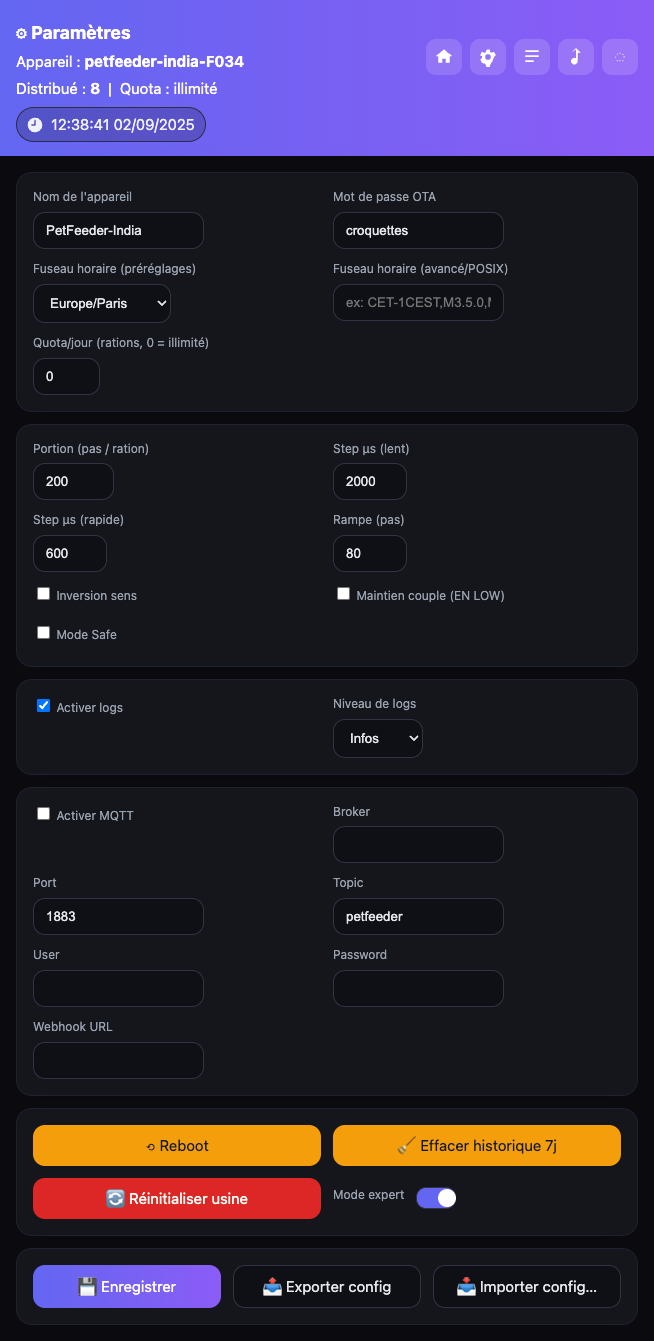 ⚙ Paramètres
Appareil : petfeeder-india-F034
Distribué : 8 | Quota : illimité
12:38:41 02/09/2025
Nom de l'appareil
PetFeeder-India
Mot de passe OTA
croquettes
Fuseau horaire (préréglages)
Europe/Paris
Fuseau horaire (avancé/POSIX)
ex: CET-1CEST,M3.5.0,
Quota/jour (rations, 0 = illimité)
0
Portion (pas / ration)
200
Step µs (lent)
2000
Step µs (rapide)
600
Rampe (pas)
80
Inversion sens
Maintien couple (EN LOW)
Mode Safe
Activer logs
Niveau de logs
Infos
Activer MQTT
Broker
Port
1883
Topic
petfeeder
User
Password
Webhook URL
⟲ Reboot
🧹 Effacer historique 7j
🔄 Réinitialiser usine
Mode expert
💾 Enregistrer
📤 Exporter config
📥 Importer config...